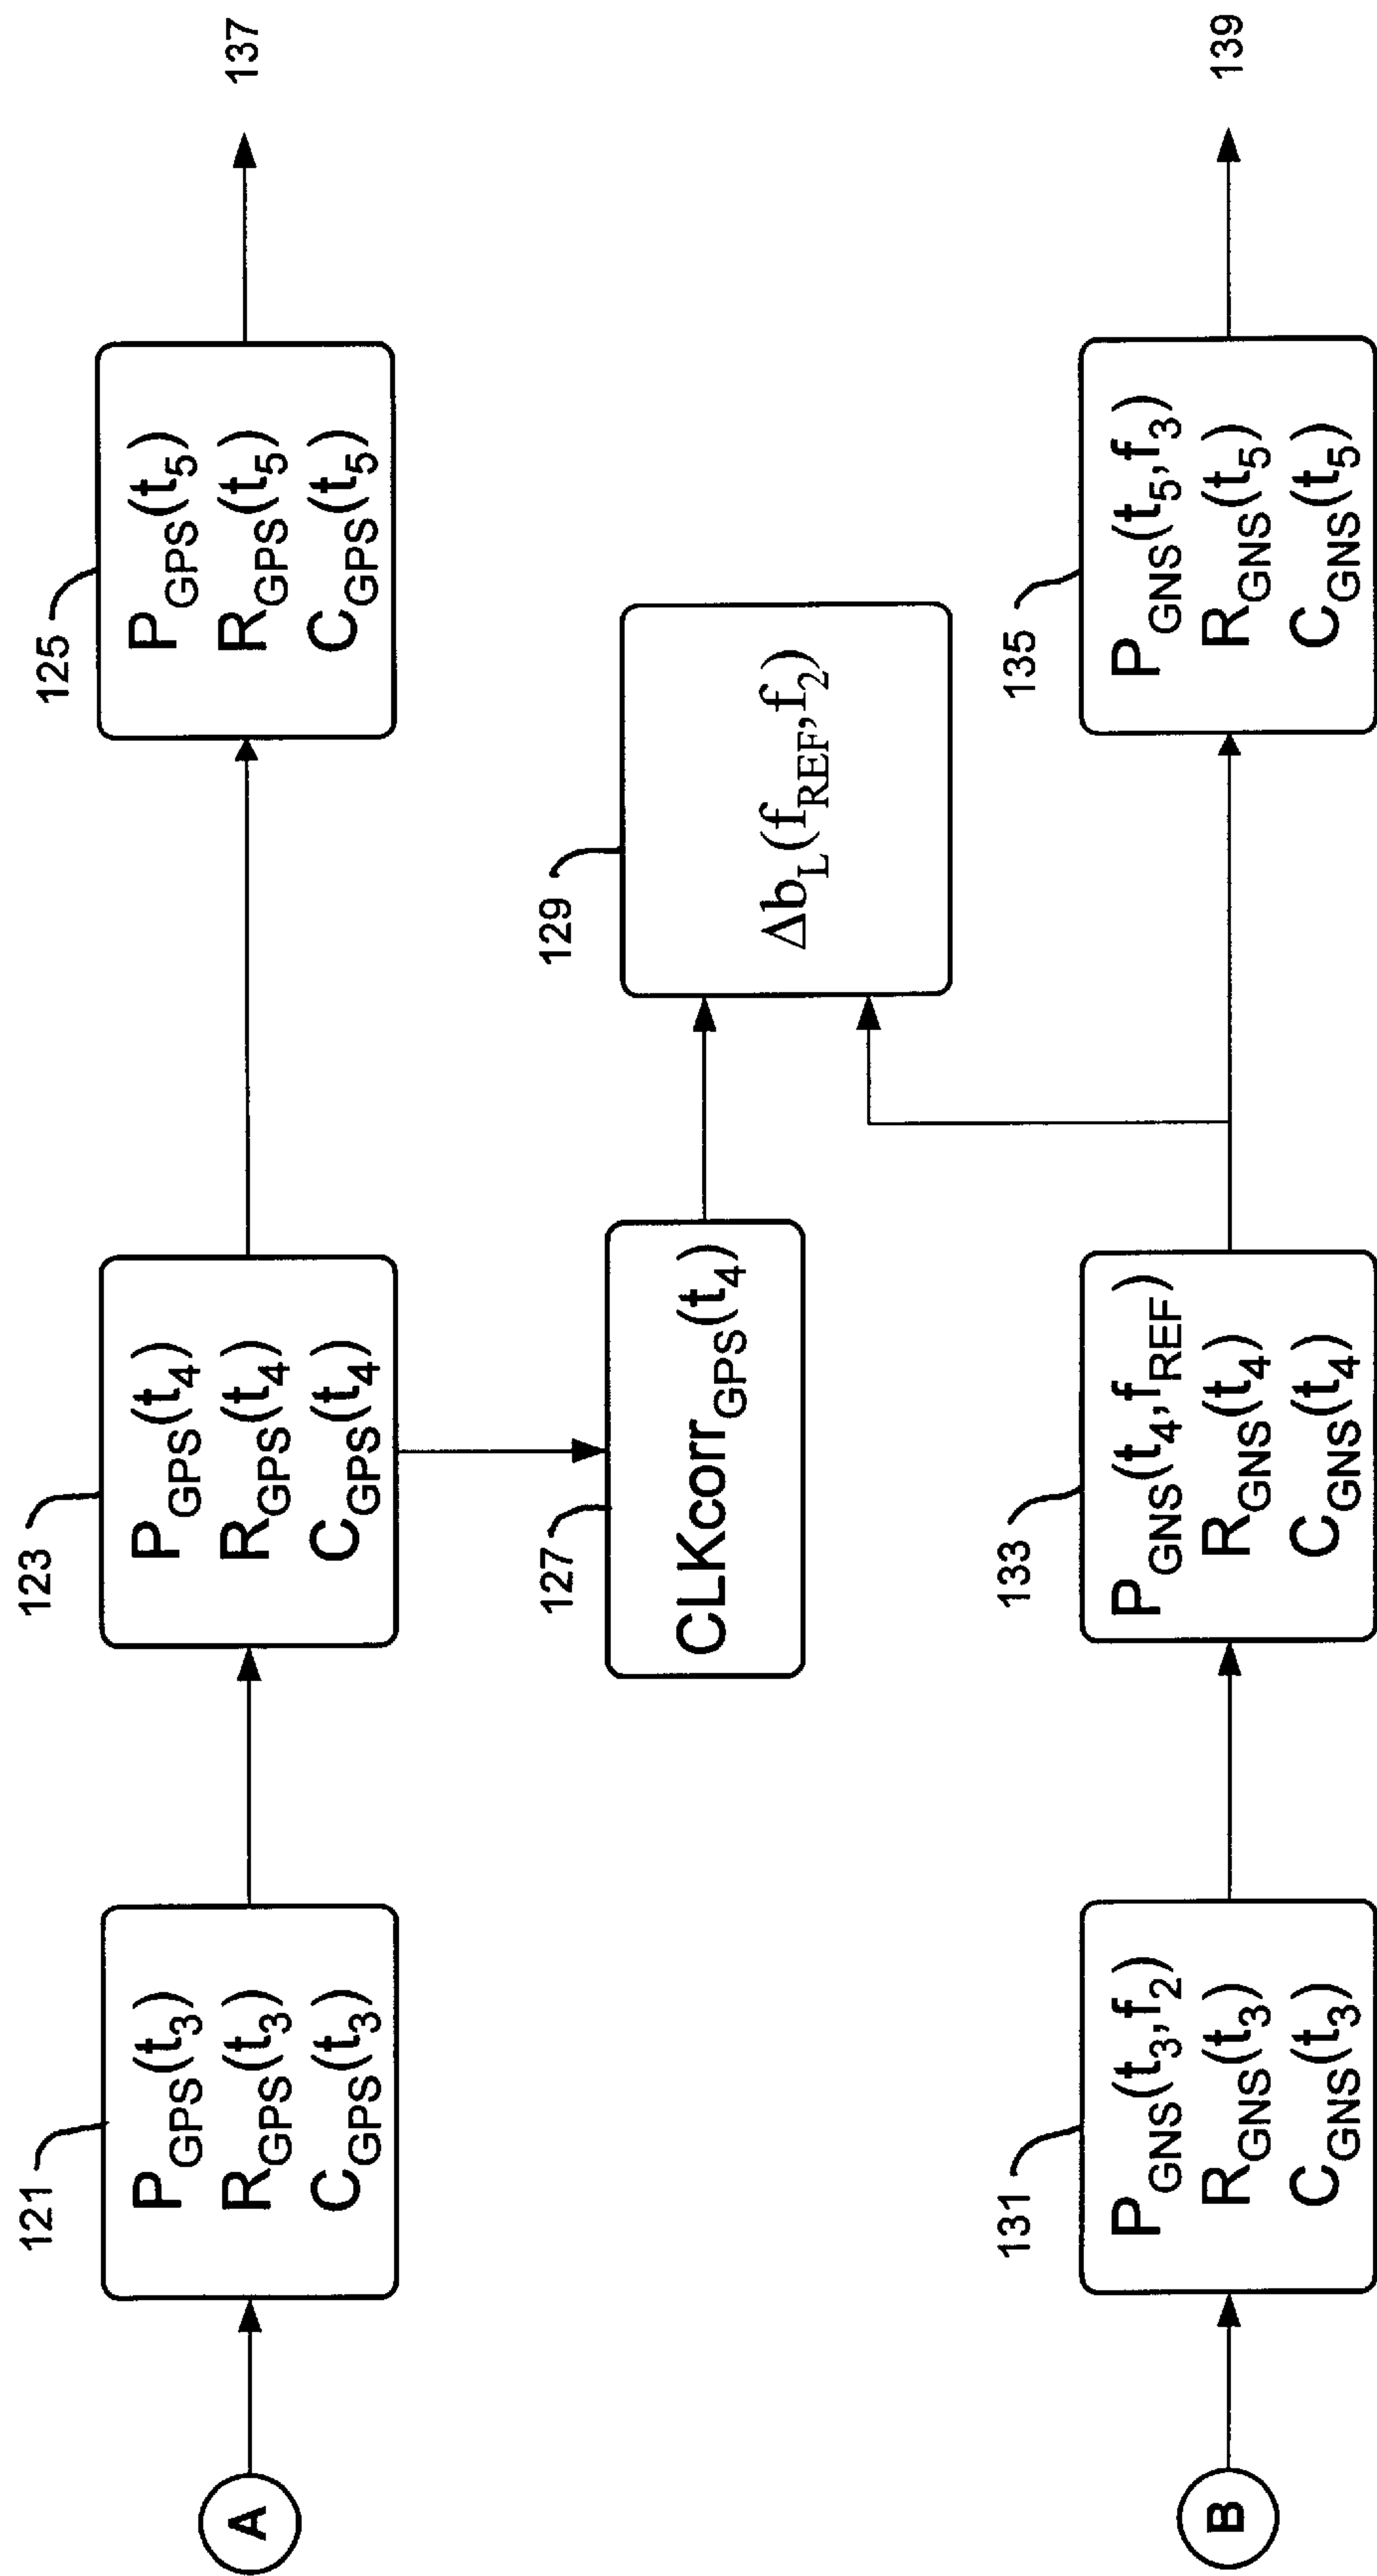 A
121
P_GPS(t_3)
R_GPS(t_3)
C_GPS(t_3)
123
P_GPS(t_4)
R_GPS(t_4)
C_GPS(t_4)
125
P_GPS(t_5)
R_GPS(t_5)
C_GPS(t_5)
137
127
CLKcorr_GPS(t_4)
129
Δb_L(f_REF,f_2)
B
131
P_GNS(t_3,f_2)
R_GNS(t_3)
C_GNS(t_3)
133
P_GNS(t_4,f_REF)
R_GNS(t_4)
C_GNS(t_4)
135
P_GNS(t_5,f_3)
R_GNS(t_5)
C_GNS(t_5)
139